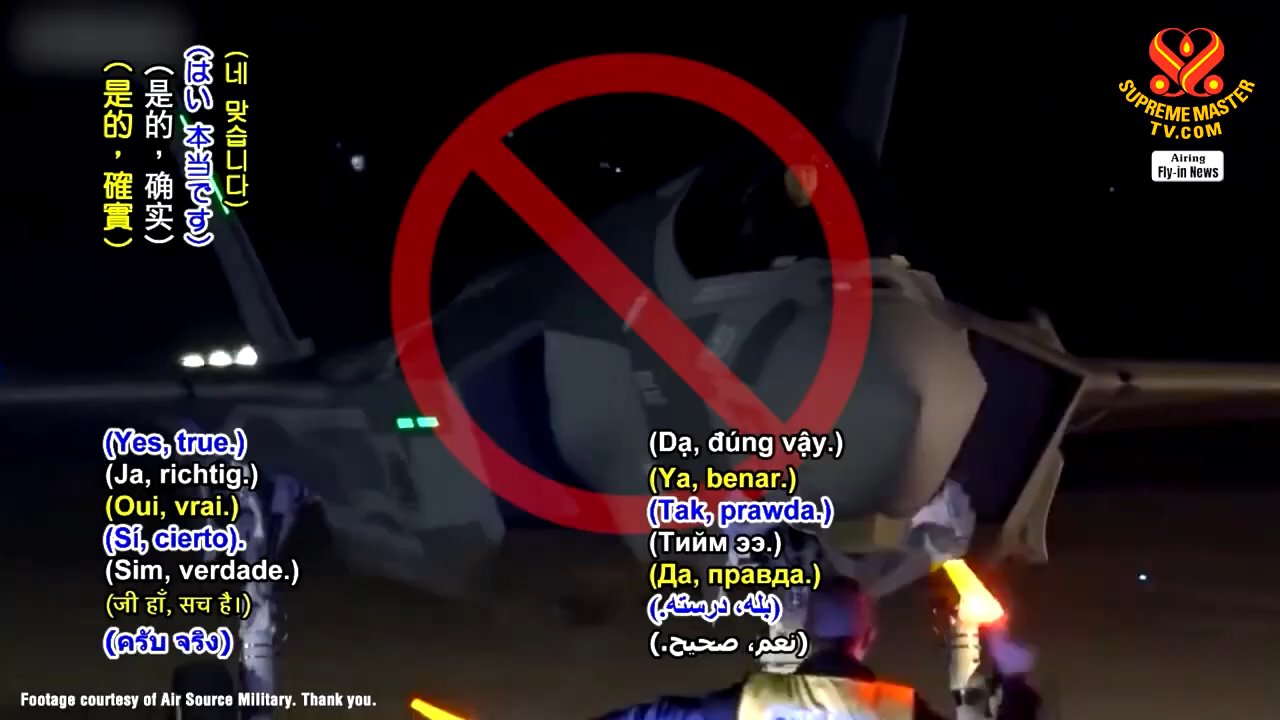 (네 맞습니다)
(はい 本当です)
(是的，确实)
(是的，確實)
SUPREME MASTER
TV.COM
Airing
Fly-in News
(Yes, true.)
(Ja, richtig.)
(Oui, vrai.)
(Sí, cierto).
(Sim, verdade.)
(जी हाँ, सच है।)
(ครับ จริง)
(Dạ, đúng vậy.)
(Ya, benar.)
(Tak, prawda.)
(Тийм ээ.)
(Да, правда.)
(بله، درسته.)
(نعم، صحيح.)
Footage courtesy of Air Source Military. Thank you.